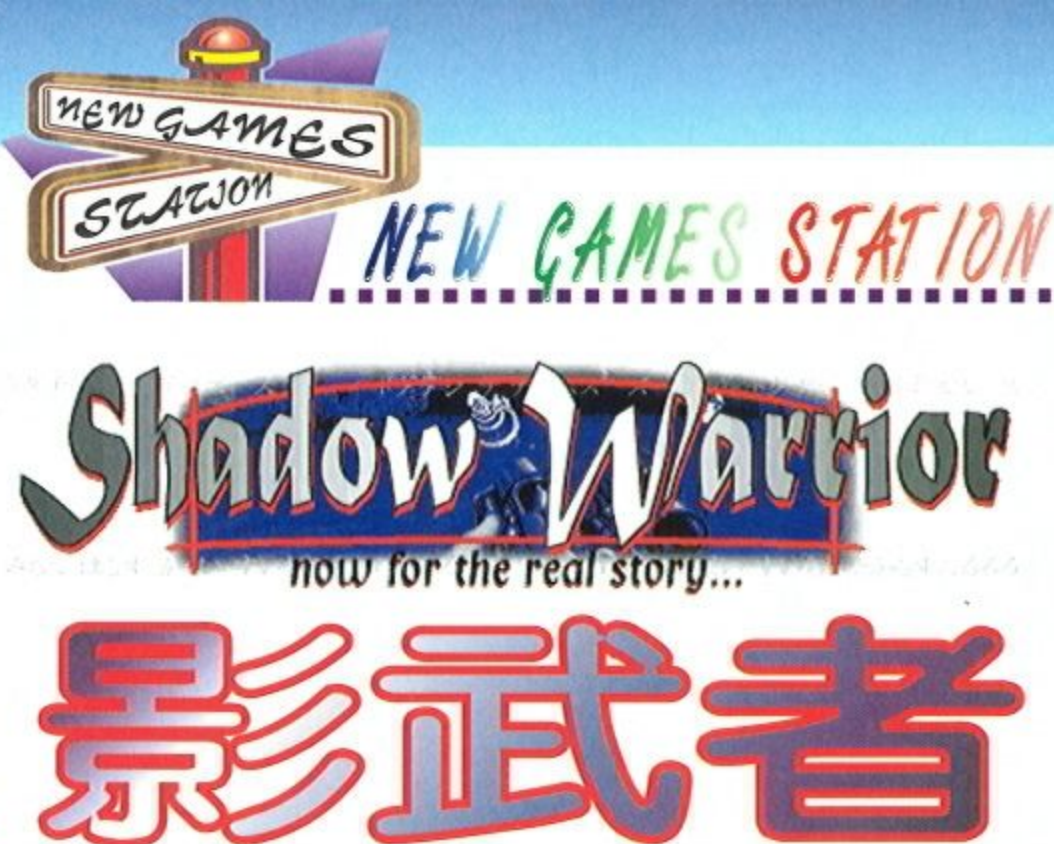 NEW GAMES
STATION
NEW GAMES STATION
Shadow Warrior
now for the real story...
影武者